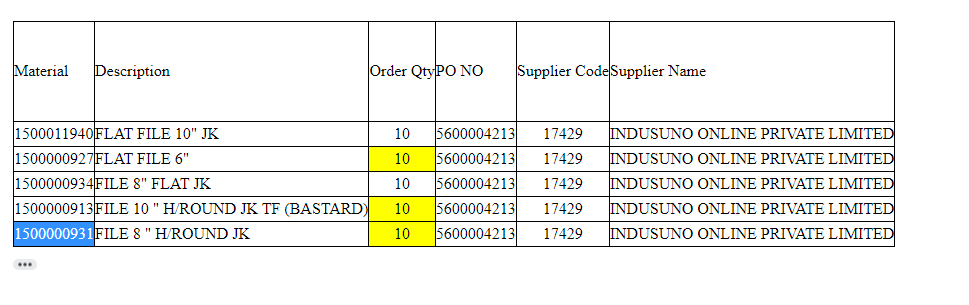 Material Description Order Qty PO NO Supplier Code Supplier Name
1500011940 FLAT FILE 10" JK 10 5600004213 17429 INDUSUNO ONLINE PRIVATE LIMITED
1500000927 FLAT FILE 6" 10 5600004213 17429 INDUSUNO ONLINE PRIVATE LIMITED
1500000934 FILE 8" FLAT JK 10 5600004213 17429 INDUSUNO ONLINE PRIVATE LIMITED
1500000913 FILE 10 " H/ROUND JK TF (BASTARD) 10 5600004213 17429 INDUSUNO ONLINE PRIVATE LIMITED
1500000931 FILE 8 " H/ROUND JK 10 5600004213 17429 INDUSUNO ONLINE PRIVATE LIMITED